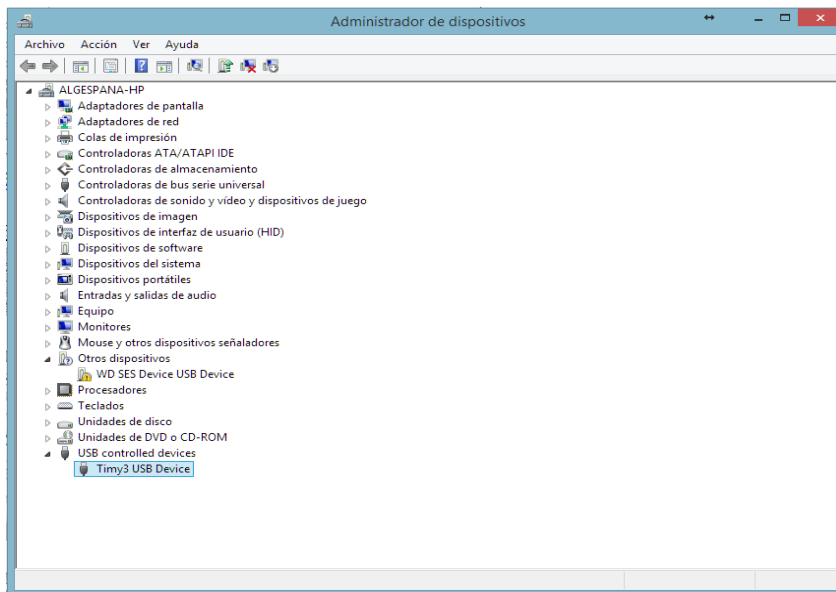 Administrador de dispositivos
Archivo Acción Ver Ayuda
ALGESPANA-HP
Adaptadores de pantalla
Adaptadores de red
Colas de impresión
Controladoras ATA/ATAPI IDE
Controladoras de almacenamiento
Controladoras de bus serie universal
Controladoras de sonido y vídeo y dispositivos de juego
Dispositivos de imagen
Dispositivos de interfaz de usuario (HID)
Dispositivos de software
Dispositivos del sistema
Dispositivos portátiles
Entradas y salidas de audio
Equipo
Monitores
Mouse y otros dispositivos señaladores
Otros dispositivos
WD SES Device USB Device
Procesadores
Teclados
Unidades de disco
Unidades de DVD o CD-ROM
USB controlled devices
Timy3 USB Device